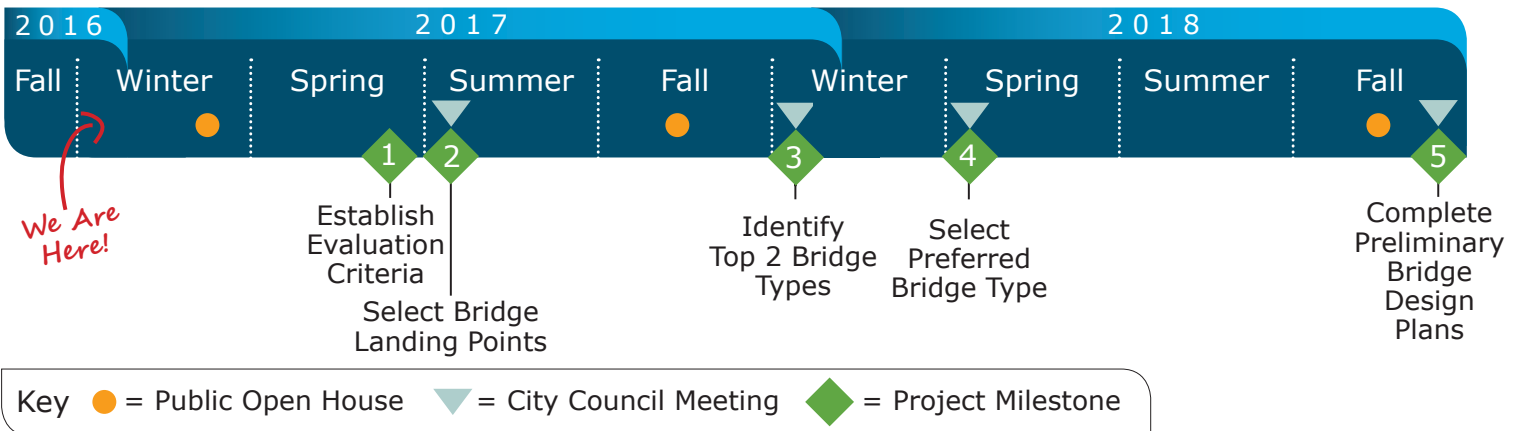 2016 2017 2018
Fall Winter Spring Summer Fall Winter Spring Summer Fall
1 2 3 4 5
We Are
Here!
Establish
Evaluation
Criteria
Select Bridge
Landing Points
Identify
Top 2 Bridge
Types
Select
Preferred
Bridge Type
Complete
Preliminary
Bridge
Design
Plans
Key = Public Open House = City Council Meeting = Project Milestone